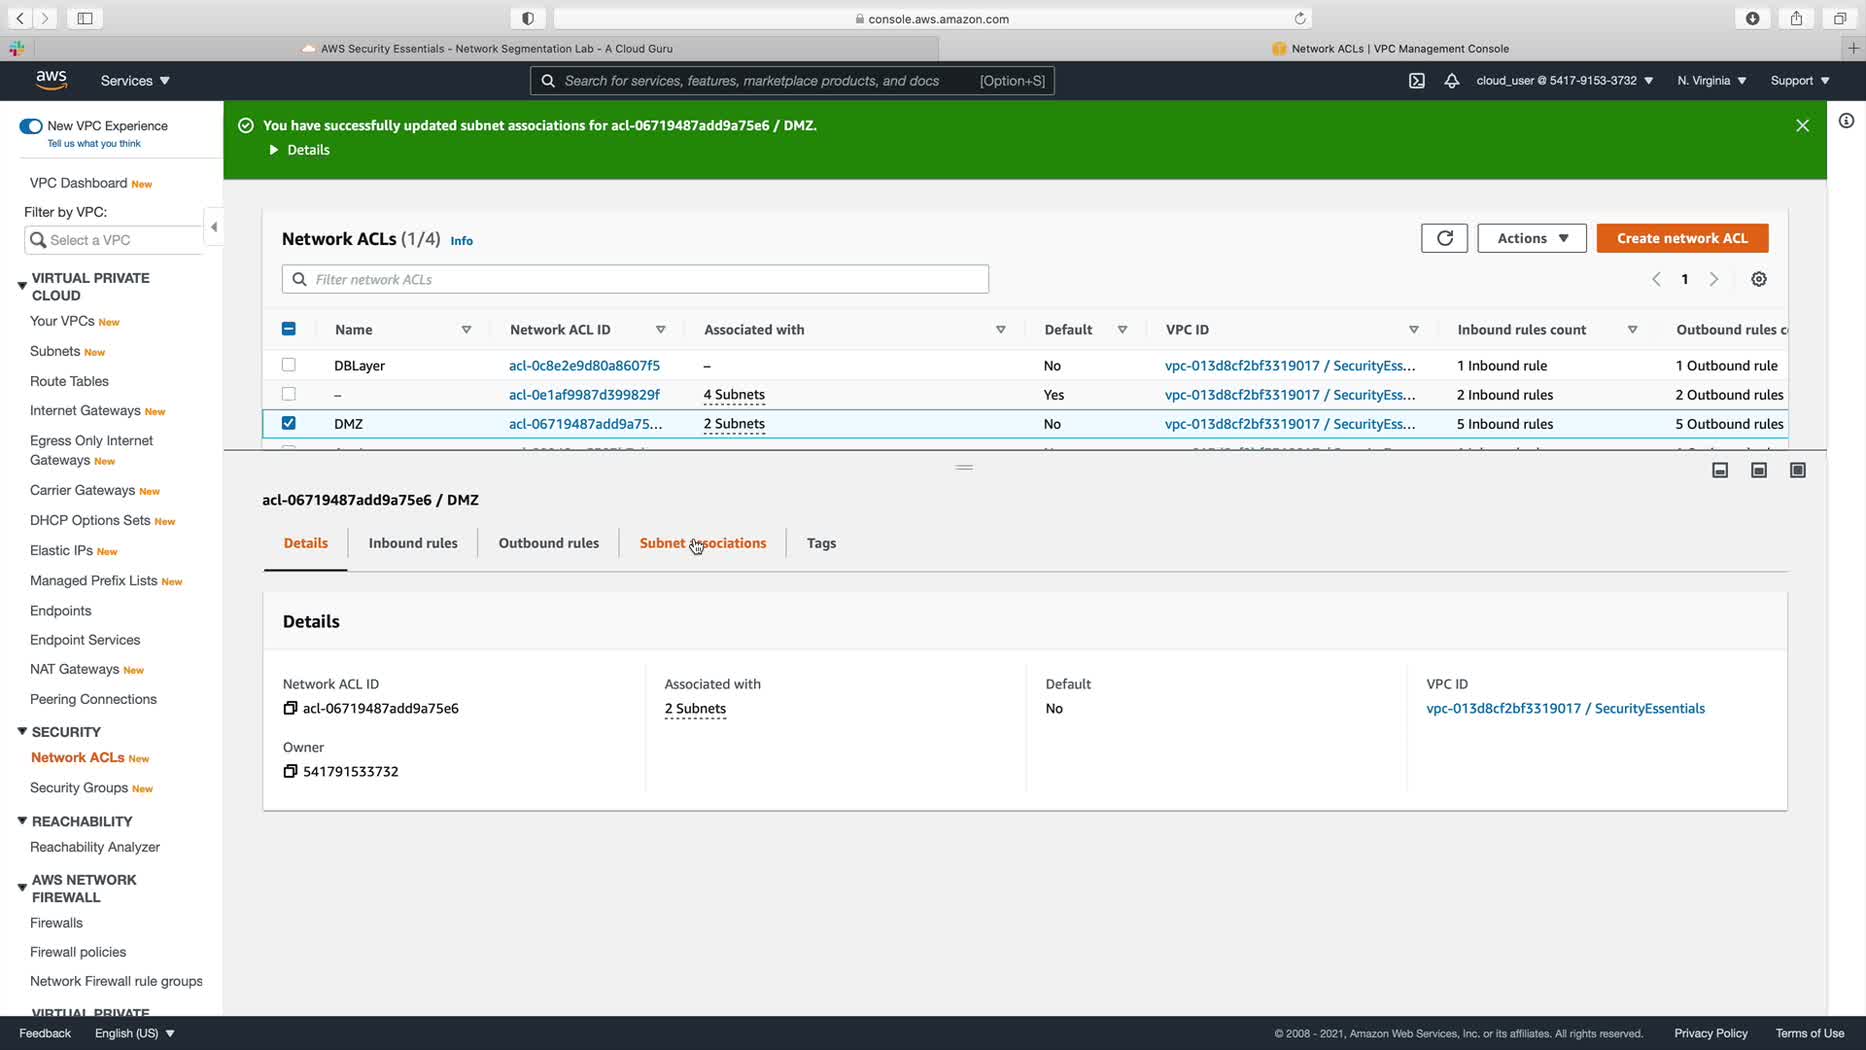 console.aws.amazon.com
AWS Security Essentials - Network Segmentation Lab - A Cloud Guru
Network ACLs | VPC Management Console
aws
Services
Search for services, features, marketplace products, and docs
[Option+S]
cloud_user @ 5417-9153-3732
N. Virginia
Support
New VPC Experience
Tell us what you think
You have successfully updated subnet associations for acl-06719487add9a75e6 / DMZ.
Details
VPC Dashboard New
Filter by VPC:
Select a VPC
VIRTUAL PRIVATE
CLOUD
Your VPCs New
Subnets New
Route Tables
Internet Gateways New
Egress Only Internet
Gateways New
Carrier Gateways New
DHCP Options Sets New
Elastic IPs New
Managed Prefix Lists New
Endpoints
Endpoint Services
NAT Gateways New
Peering Connections
SECURITY
Network ACLs New
Security Groups New
REACHABILITY
Reachability Analyzer
AWS NETWORK
FIREWALL
Firewalls
Firewall policies
Network Firewall rule groups
VIRTUAL PRIVATE
Network ACLs (1/4) Info
Actions
Create network ACL
Filter network ACLs
1
Name Network ACL ID Associated with Default VPC ID Inbound rules count Outbound rules c
DBLayer acl-0c8e2e9d80a8607f5 – No vpc-013d8cf2bf3319017 / SecurityEss... 1 Inbound rule 1 Outbound rule
– acl-0e1af9987d399829f 4 Subnets Yes vpc-013d8cf2bf3319017 / SecurityEss... 2 Inbound rules 2 Outbound rules
DMZ acl-06719487add9a75... 2 Subnets No vpc-013d8cf2bf3319017 / SecurityEss... 5 Inbound rules 5 Outbound rules
acl-06719487add9a75e6 / DMZ
Details Inbound rules Outbound rules Subnet associations Tags
Details
Network ACL ID
acl-06719487add9a75e6
Associated with
2 Subnets
Default
No
VPC ID
vpc-013d8cf2bf3319017 / SecurityEssentials
Owner
541791533732
Feedback
English (US)
© 2008 - 2021, Amazon Web Services, Inc. or its affiliates. All rights reserved.
Privacy Policy
Terms of Use